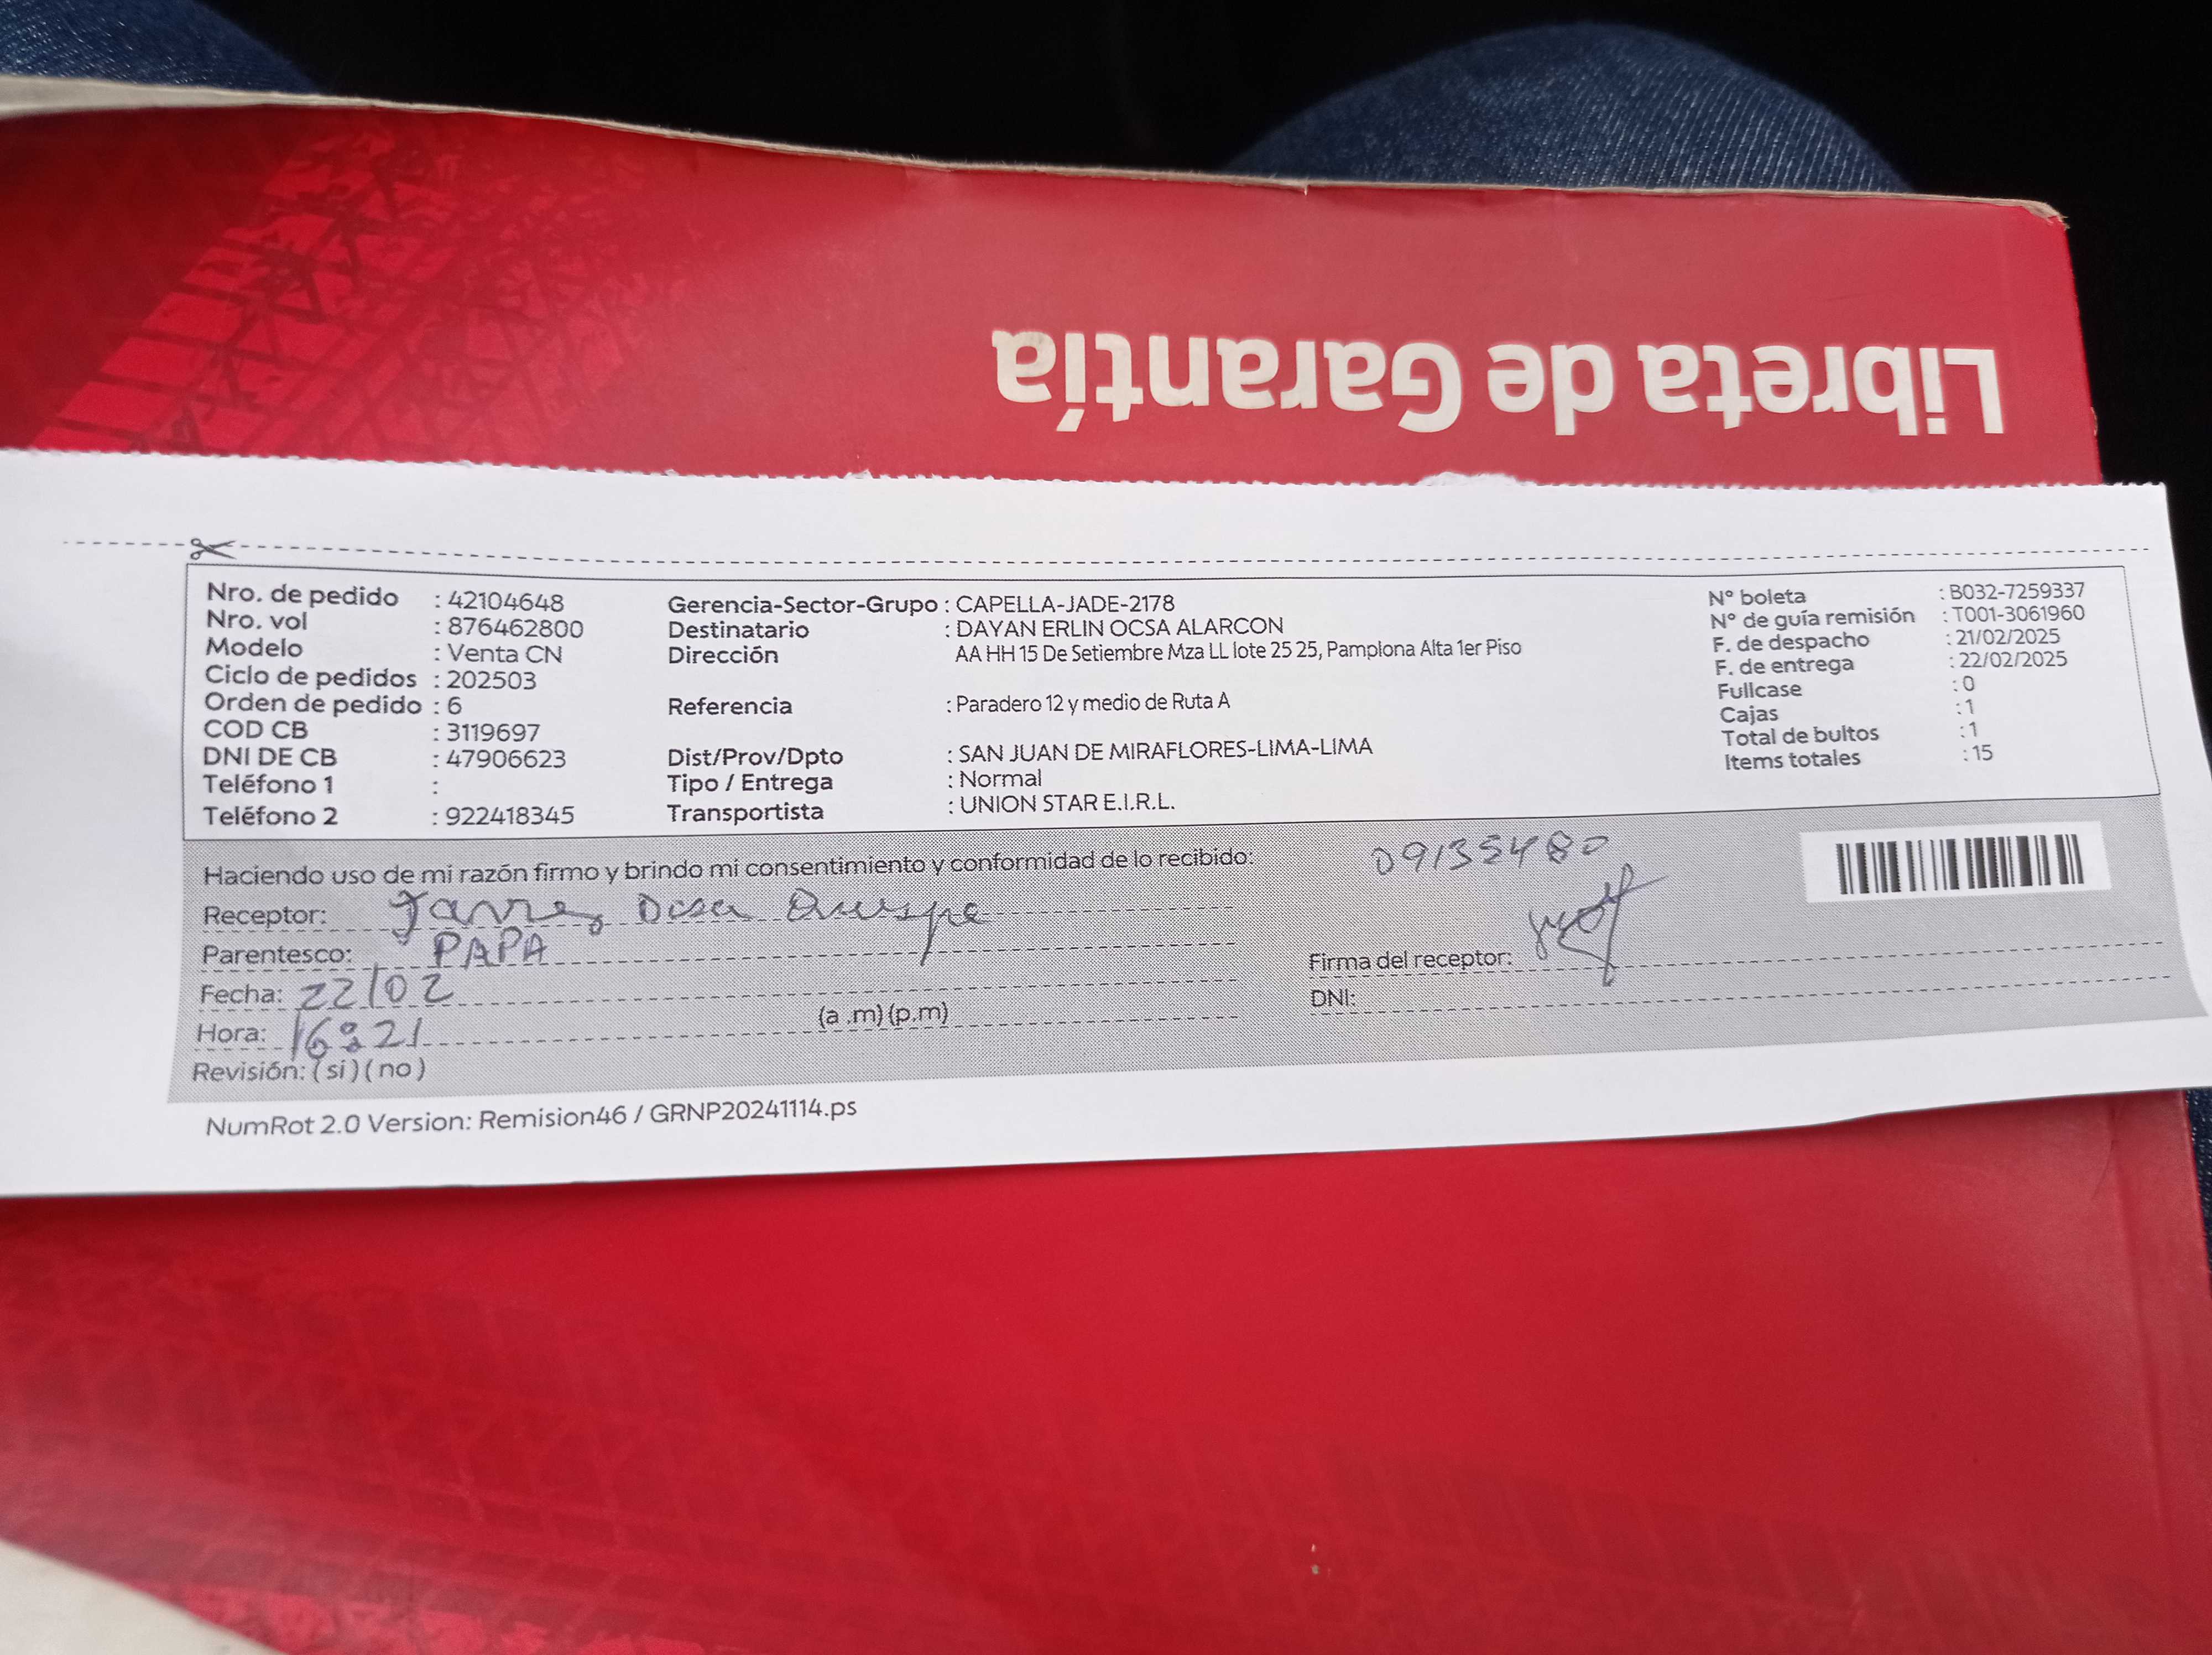 Libreta de Garantía
Nro. de pedido : 42104648
Nro. vol : 876462800
Modelo : Venta CN
Ciclo de pedidos : 202503
Orden de pedido : 6
COD CB : 3119697
DNI DE CB : 47906623
Teléfono 1 :
Teléfono 2 : 922418345
Gerencia-Sector-Grupo : CAPELLA-JADE-2178
Destinatario : DAYAN ERLIN OCSA ALARCON
Dirección AA HH 15 De Setiembre Mza LL lote 25 25, Pamplona Alta 1er Piso
Referencia : Paradero 12 y medio de Ruta A
Dist/Prov/Dpto : SAN JUAN DE MIRAFLORES-LIMA-LIMA
Tipo / Entrega : Normal
Transportista : UNION STAR E.I.R.L.
N° boleta : B032-7259337
N° de guía remisión : T001-3061960
F. de despacho : 21/02/2025
F. de entrega : 22/02/2025
Fullcase : 0
Cajas : 1
Total de bultos : 1
Items totales : 15
Haciendo uso de mi razón firmo y brindo mi consentimiento y conformidad de lo recibido:
Receptor: Quispe
Parentesco: PAPA
Fecha: 22/02
Hora: 16:21 (a .m) (p.m)
Revisión: ( si ) ( no )
09135480
Firma del receptor:
DNI:
NumRot 2.0 Version: Remision46 / GRNP20241114.ps